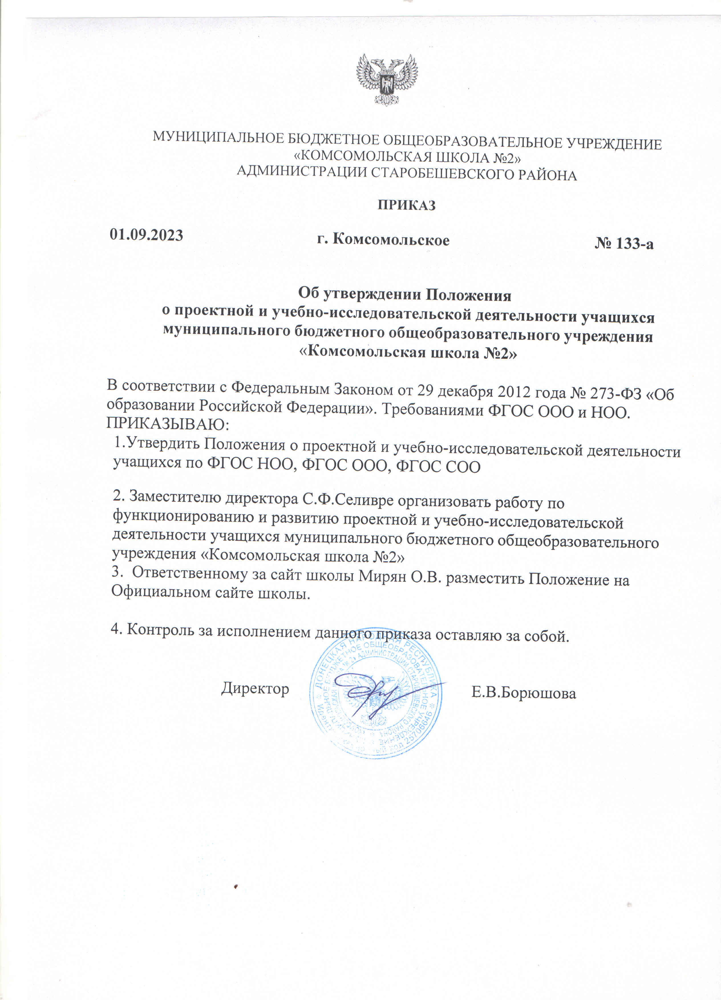 МУНИЦИПАЛЬНОЕ БЮДЖЕТНОЕ ОБЩЕОБРАЗОВАТЕЛЬНОЕ УЧРЕЖДЕНИЕ
«КОМСОМОЛЬСКАЯ ШКОЛА №2»
АДМИНИСТРАЦИИ СТАРОБЕШЕВСКОГО РАЙОНА
ПРИКАЗ
01.09.2023 г. Комсомольское № 133-а
Об утверждении Положения
о проектной и учебно-исследовательской деятельности учащихся
муниципального бюджетного общеобразовательного учреждения
«Комсомольская школа №2»
В соответствии с Федеральным Законом от 29 декабря 2012 года № 273-ФЗ «Об
образовании Российской Федерации». Требованиями ФГОС ООО и НОО.
ПРИКАЗЫВАЮ:
1.Утвердить Положения о проектной и учебно-исследовательской деятельности
учащихся по ФГОС НОО, ФГОС ООО, ФГОС СОО
2. Заместителю директора С.Ф.Селивре организовать работу по
функционированию и развитию проектной и учебно-исследовательской
деятельности учащихся муниципального бюджетного общеобразовательного
учреждения «Комсомольская школа №2»
3. Ответственному за сайт школы Мирян О.В. разместить Положение на
Официальном сайте школы.
4. Контроль за исполнением данного приказа оставляю за собой.
Директор Е.В.Борюшова
ДОНЕЦКАЯ НАРОДНАЯ РЕСПУБЛИКА
БЮДЖЕТНОЕ ОБЩЕОБРАЗОВАТЕЛЬНОЕ УЧРЕЖДЕНИЕ
№ 2» АДМИНИСТРАЦИИ СТАРОБЕШЕВСКОГО РАЙОНА
код 25706646